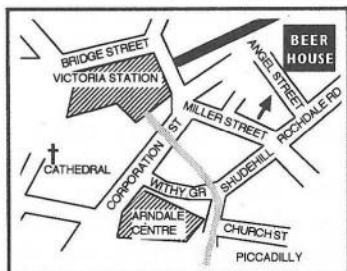 BEER
HOUSE
BRIDGE STREET
VICTORIA STATION
ANGEL STREET
MILLER STREET
ROCHDALE RD
CORPORATION ST
CATHEDRAL
SHUDEHILL
WITHY GR
ARNDALE
CENTRE
CHURCH ST
PICCADILLY